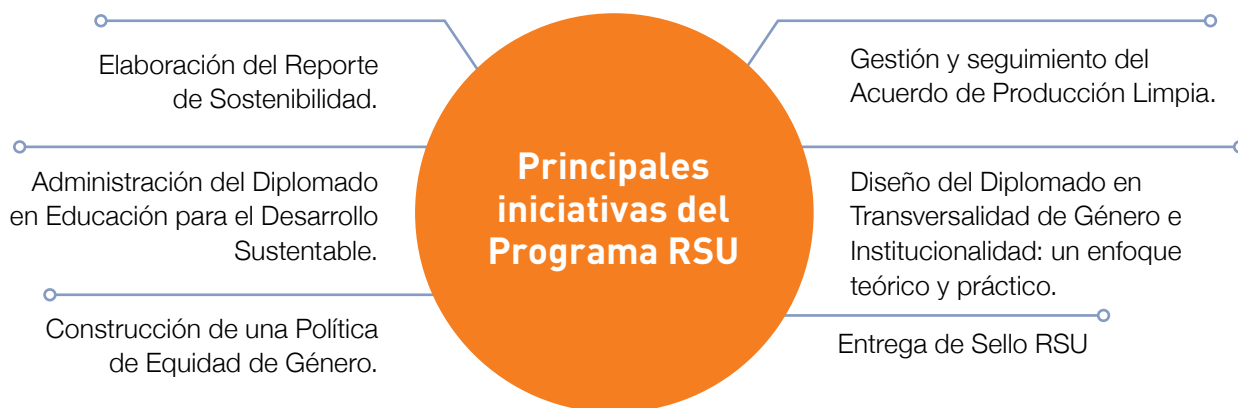 Elaboración del Reporte
de Sostenibilidad.
Administración del Diplomado
en Educación para el Desarrollo
Sustentable.
Construcción de una Política
de Equidad de Género.
Principales
iniciativas del
Programa RSU
Gestión y seguimiento del
Acuerdo de Producción Limpia.
Diseño del Diplomado en
Transversalidad de Género e
Institucionalidad: un enfoque
teórico y práctico.
Entrega de Sello RSU